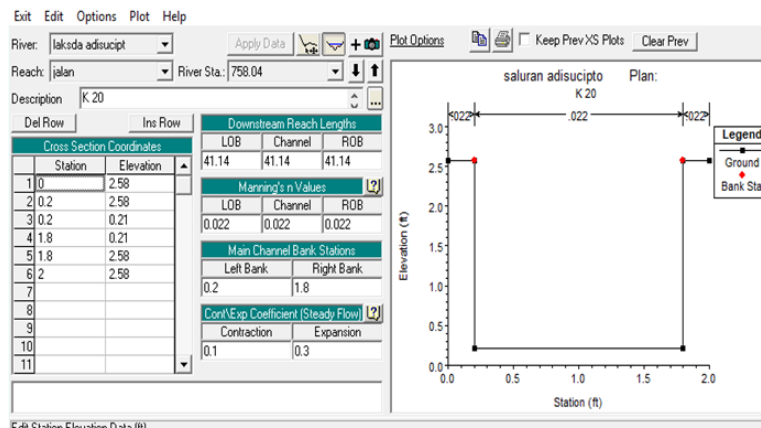 Exit Edit Options Plot Help
River: laksda adisucipt Apply Data
Reach: jalan River Sta.: 758.04
Description K 20 ...
Del Row Ins Row
Cross Section Coordinates
Station Elevation
1 0 2.58
2 0.2 2.58
3 0.2 0.21
4 1.8 0.21
5 1.8 2.58
6 2 2.58
7
8
9
10
11
Downstream Reach Lengths
LOB Channel ROB
41.14 41.14 41.14
Manning's n Values
LOB Channel ROB
0.022 0.022 0.022
Main Channel Bank Stations
Left Bank Right Bank
0.2 1.8
Cont\Exp Coefficient (Steady Flow)
Contraction Expansion
0.1 0.3
Edit Station Elevation Data (ft)
Plot Options Keep Prev XS Plots Clear Prev
saluran adisucipto Plan:
K 20
.022 .022 .022
3.0
2.5
2.0
1.5
1.0
0.5
0.0
Elevation (ft)
0.0 0.5 1.0 1.5 2.0
Station (ft)
Legend
Ground
Bank Sta